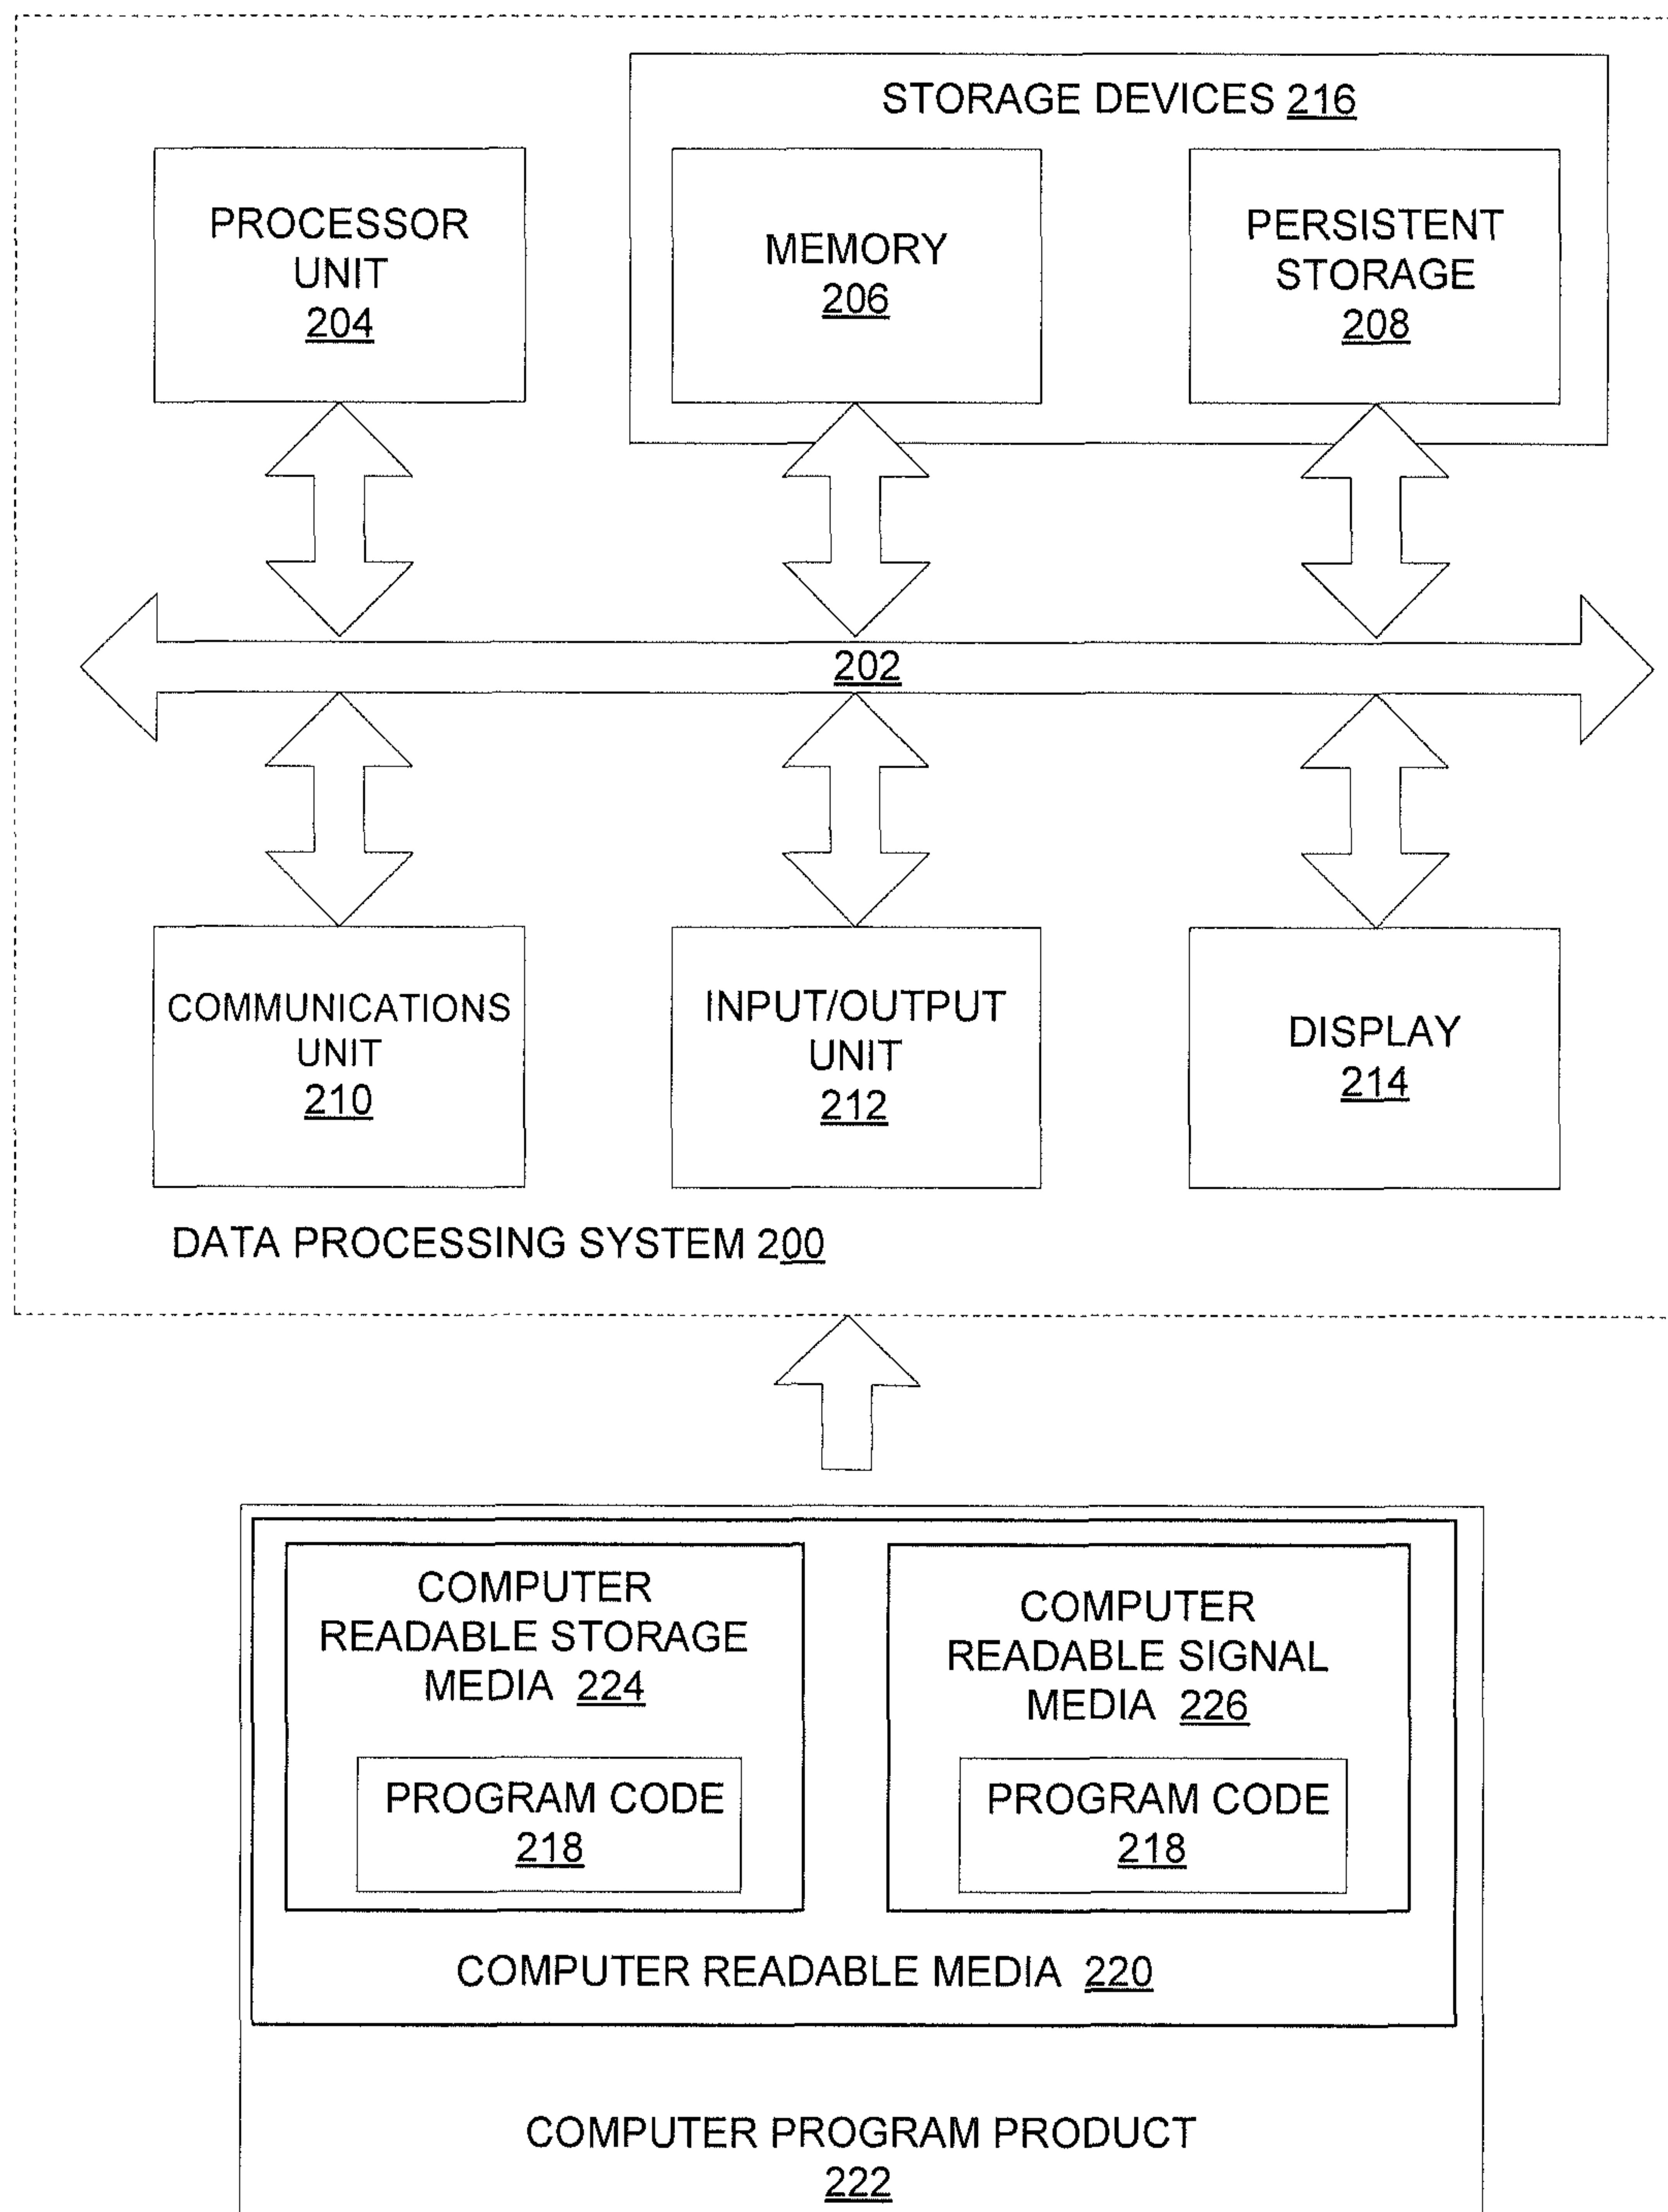 STORAGE DEVICES 216
PROCESSOR
UNIT
204
MEMORY
206
PERSISTENT
STORAGE
208
202
COMMUNICATIONS
UNIT
210
INPUT/OUTPUT
UNIT
212
DISPLAY
214
DATA PROCESSING SYSTEM 200
COMPUTER
READABLE STORAGE
MEDIA 224
PROGRAM CODE
218
COMPUTER
READABLE SIGNAL
MEDIA 226
PROGRAM CODE
218
COMPUTER READABLE MEDIA 220
COMPUTER PROGRAM PRODUCT
222